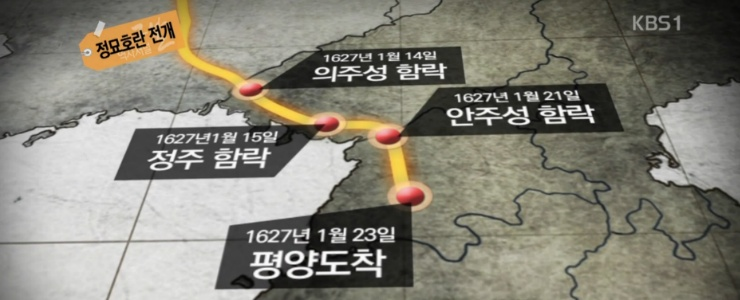 정묘호란 전개
KBS1
1627년 1월 14일
의주성 함락
1627년 1월 21일
안주성 함락
1627년1월 15일
정주 함락
1627년 1월 23일
평양도착